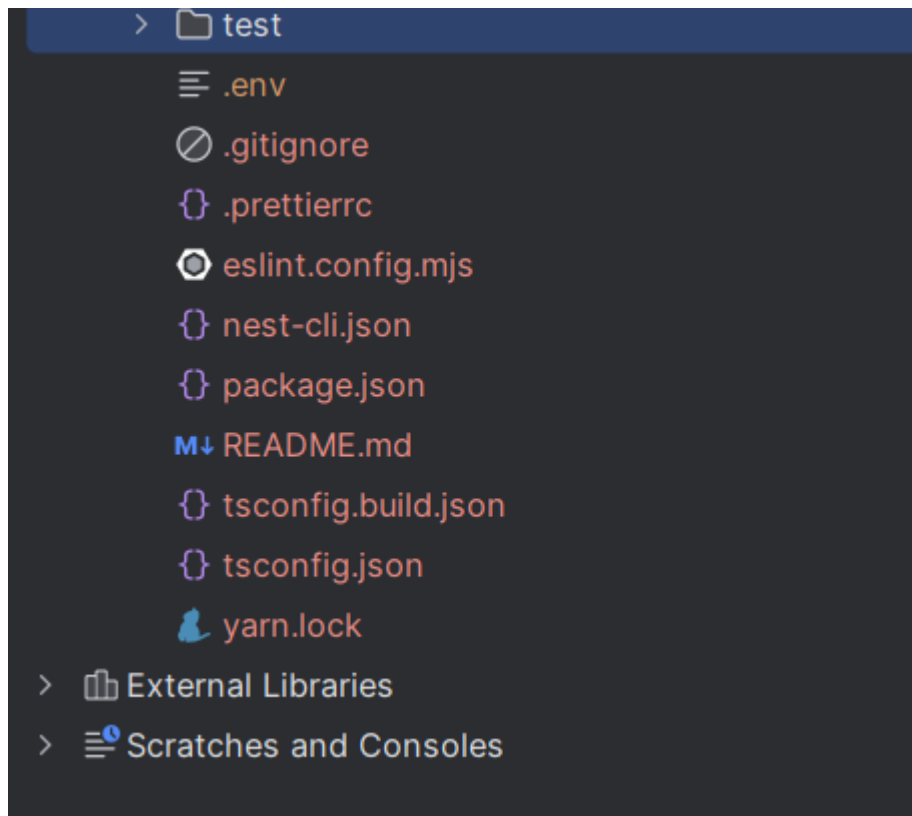 test
.env
.gitignore
.prettierrc
eslint.config.mjs
nest-cli.json
package.json
M↓ README.md
tsconfig.build.json
tsconfig.json
yarn.lock
External Libraries
Scratches and Consoles